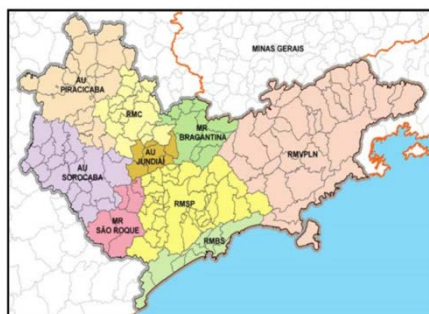 MINAS GERAIS
AU
PIRACICABA
RMC
MR
BRAGANTINA
RMVPLN
AU
JUNDIAÍ
AU
SOROCABA
RMSP
MR
SÃO ROQUE
RMBS